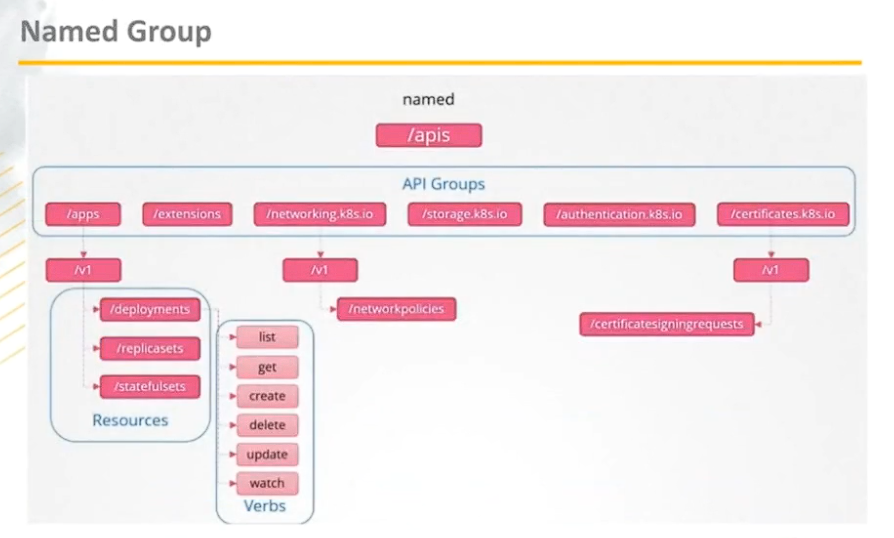 Named Group
named
/apis
API Groups
/apps /extensions /networking.k8s.io /storage.k8s.io /authentication.k8s.io /certificates.k8s.io
/v1 /v1 /v1
/deployments /networkpolicies
/certificatesigningrequests
list
/replicasets
get
/statefulsets
create
Resources
delete
update
watch
Verbs